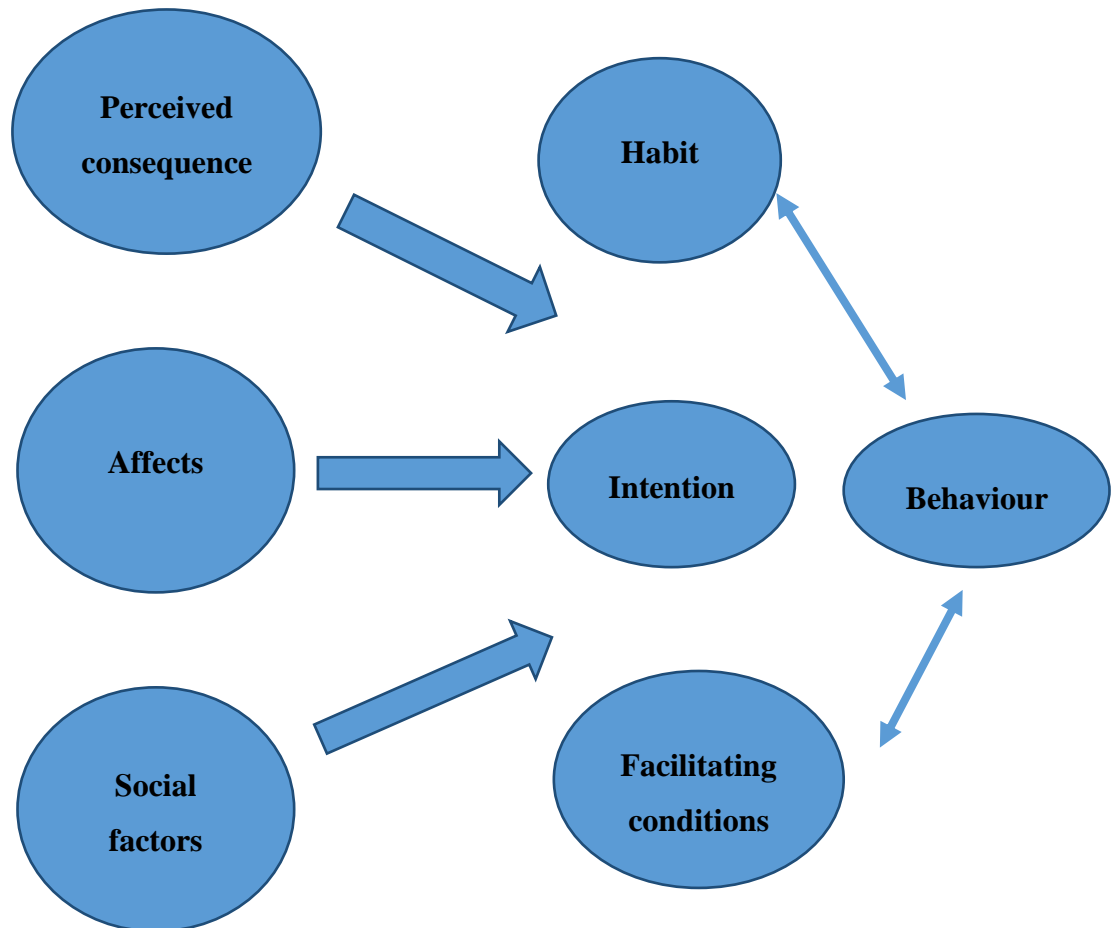 Perceived
consequence
Habit
Affects
Intention
Behaviour
Social
factors
Facilitating
conditions